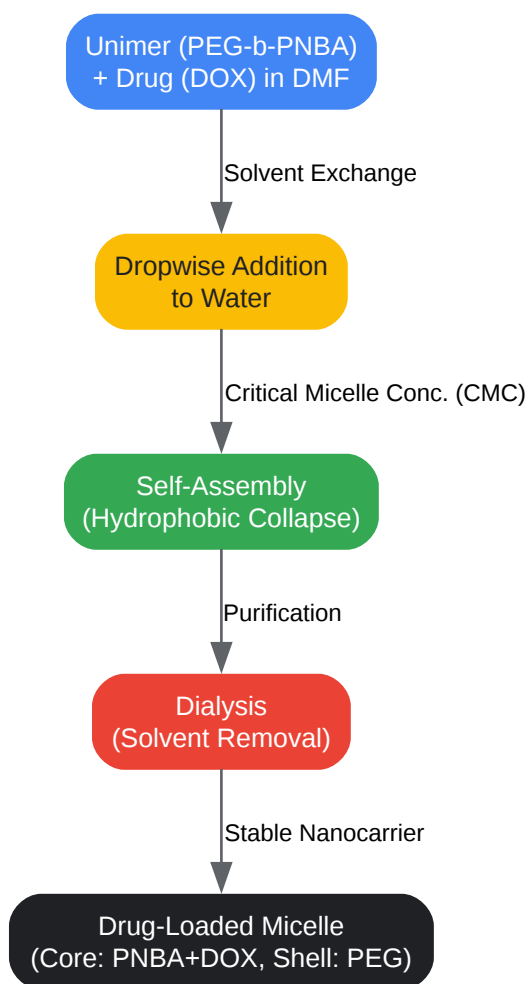 Unimer (PEG-b-PNBA)
+ Drug (DOX) in DMF
Solvent Exchange
Dropwise Addition
to Water
Critical Micelle Conc. (CMC)
Self-Assembly
(Hydrophobic Collapse)
Purification
Dialysis
(Solvent Removal)
Stable Nanocarrier
Drug-Loaded Micelle
(Core: PNBA+DOX, Shell: PEG)